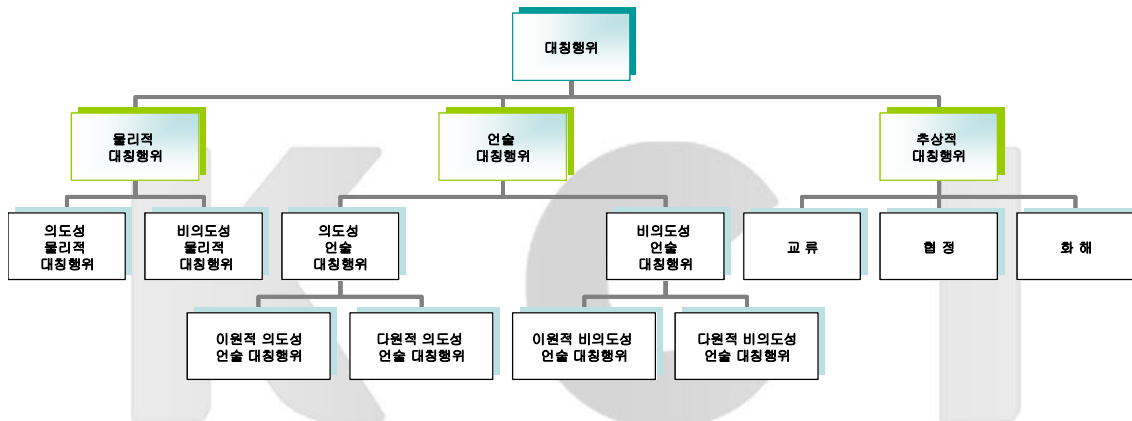 대칭행위
물리적
대칭행위
언술
대칭행위
추상적
대칭행위
의도성
물리적
대칭행위
비의도성
물리적
대칭행위
의도성
언술
대칭행위
비의도성
언술
대칭행위
교 류
협 정
화 해
이원적 의도성
언술 대칭행위
다원적 의도성
언술 대칭행위
이원적 비의도성
언술 대칭행위
다원적 비의도성
언술 대칭행위
KCI